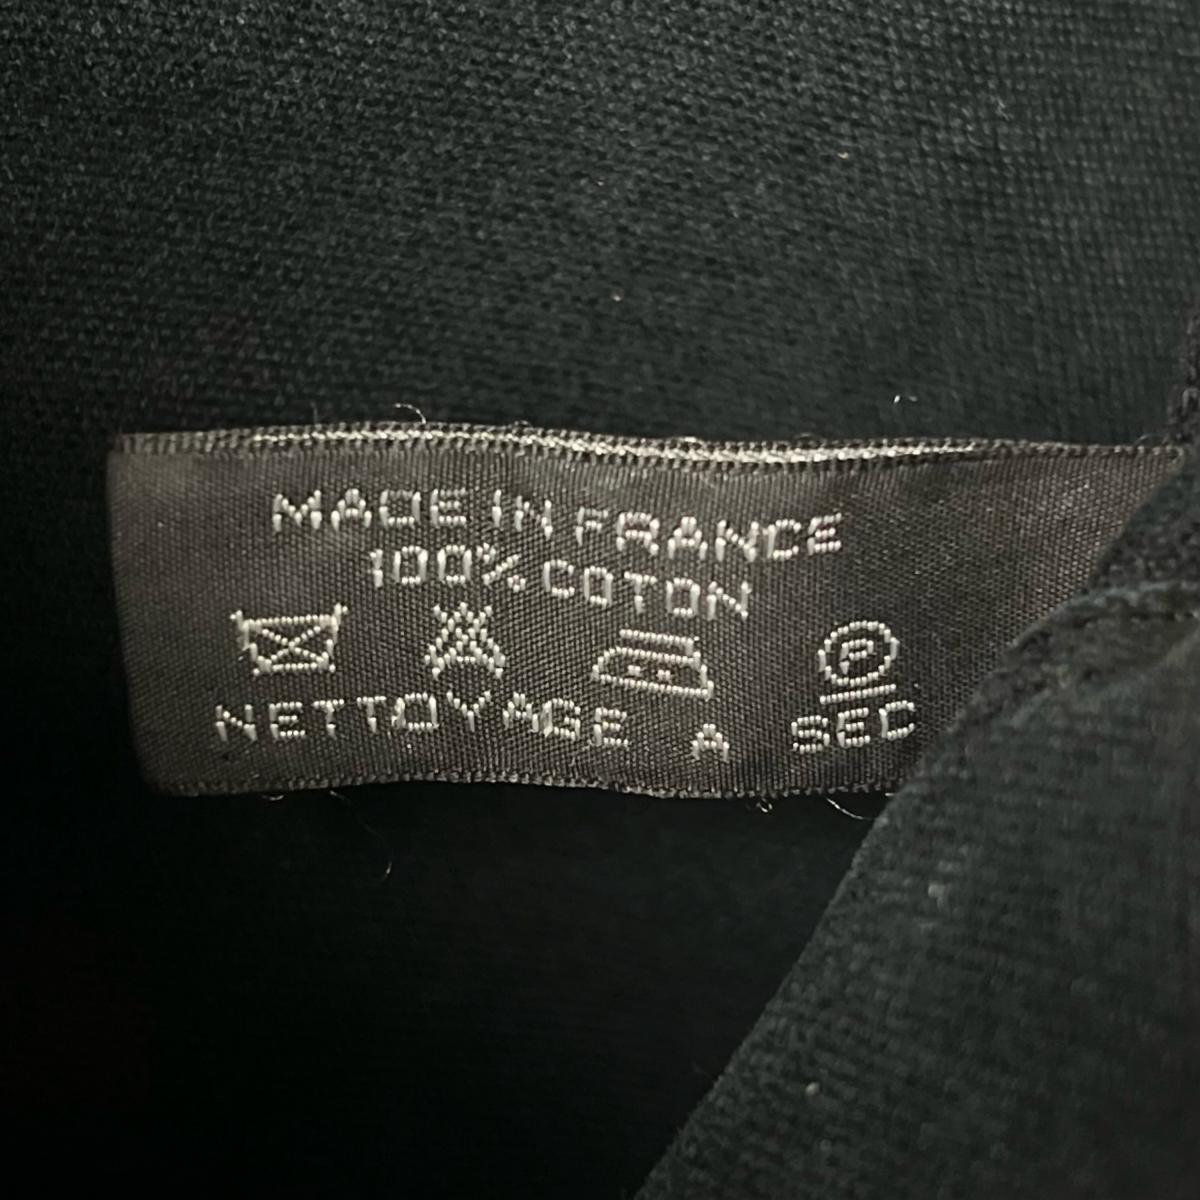 MADE IN FRANCE
100% COTON
P
NETTOYAGE A SEC